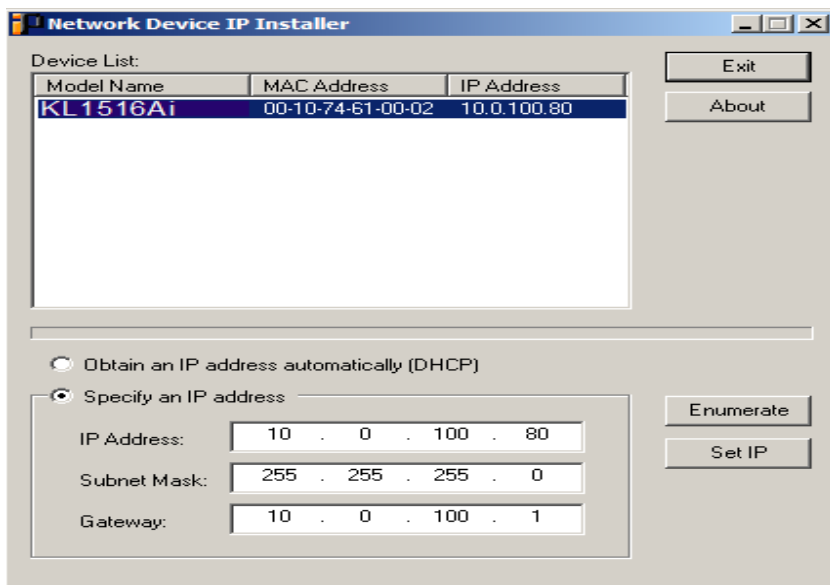 Network Device IP Installer
Device List:
Model Name MAC Address IP Address
KL1516Ai 00-10-74-61-00-02 10.0.100.80
Exit
About
Obtain an IP address automatically (DHCP)
Specify an IP address
IP Address: 10 . 0 . 100 . 80
Subnet Mask: 255 . 255 . 255 . 0
Gateway: 10 . 0 . 100 . 1
Enumerate
Set IP